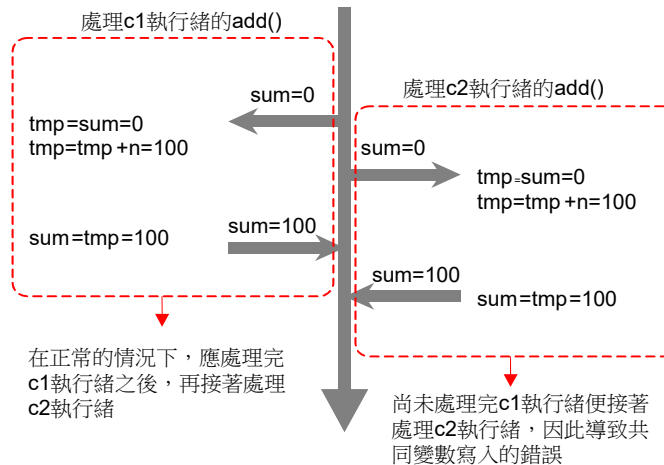 處理c1執行緒的add()
sum=0
tmp=sum=0
tmp=tmp +n=100
sum=tmp=100
sum=100
在正常的情況下，應處理完
c1執行緒之後，再接著處理
c2執行緒
處理c2執行緒的add()
sum=0
tmp=sum=0
tmp=tmp +n=100
sum=100
sum=tmp=100
尚未處理完c1執行緒便接著
處理c2執行緒，因此導致共
同變數寫入的錯誤